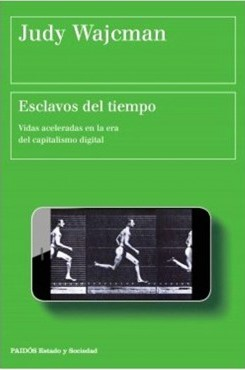 Judy Wajcman
Esclavos del tiempo
Vidas aceleradas en la era
del capitalismo digital
PAIDÓS Estado y Sociedad